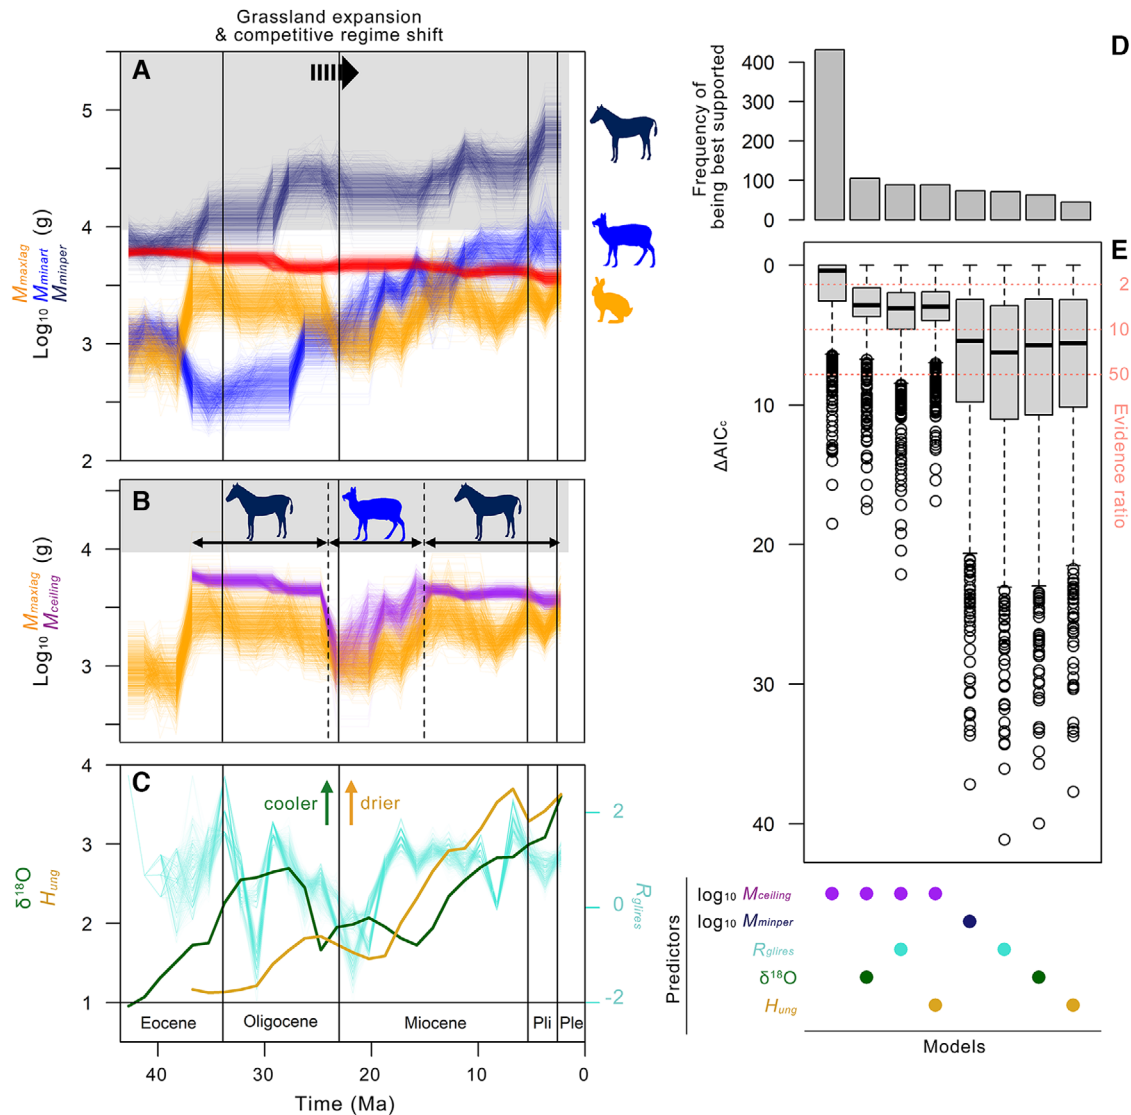 Grassland expansion
& competitive regime shift
A
5
4
3
2
Log₁₀ Mmaxlag Mminart Mminper (g)
B
4
3
Log₁₀ Mmaxlag Mceiling (g)
C
cooler
drier
4
3
2
1
δ¹⁸O
Hung
2
0
-2
Rglires
Eocene Oligocene Miocene Pli Ple
40 30 20 10 0
Time (Ma)
D
400
300
200
100
0
Frequency of
being best supported
E
0
10
20
30
40
ΔAICc
2
10
50
Evidence ratio
Predictors
log₁₀ Mceiling
log₁₀ Mminper
Rglires
δ¹⁸O
Hung
Models